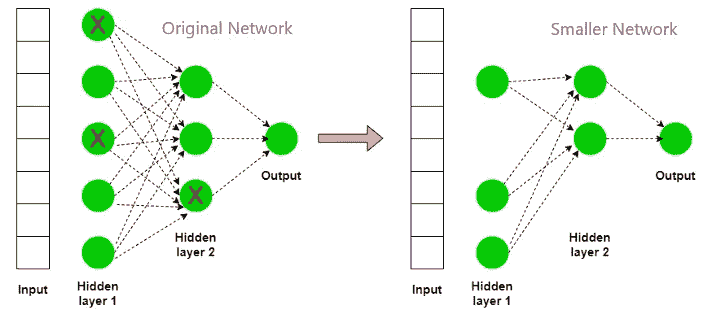 Original Network
Smaller Network
X
X
X
Output
Output
Hidden
layer 2
Hidden
layer 2
Input
Hidden
layer 1
Input
Hidden
layer 1